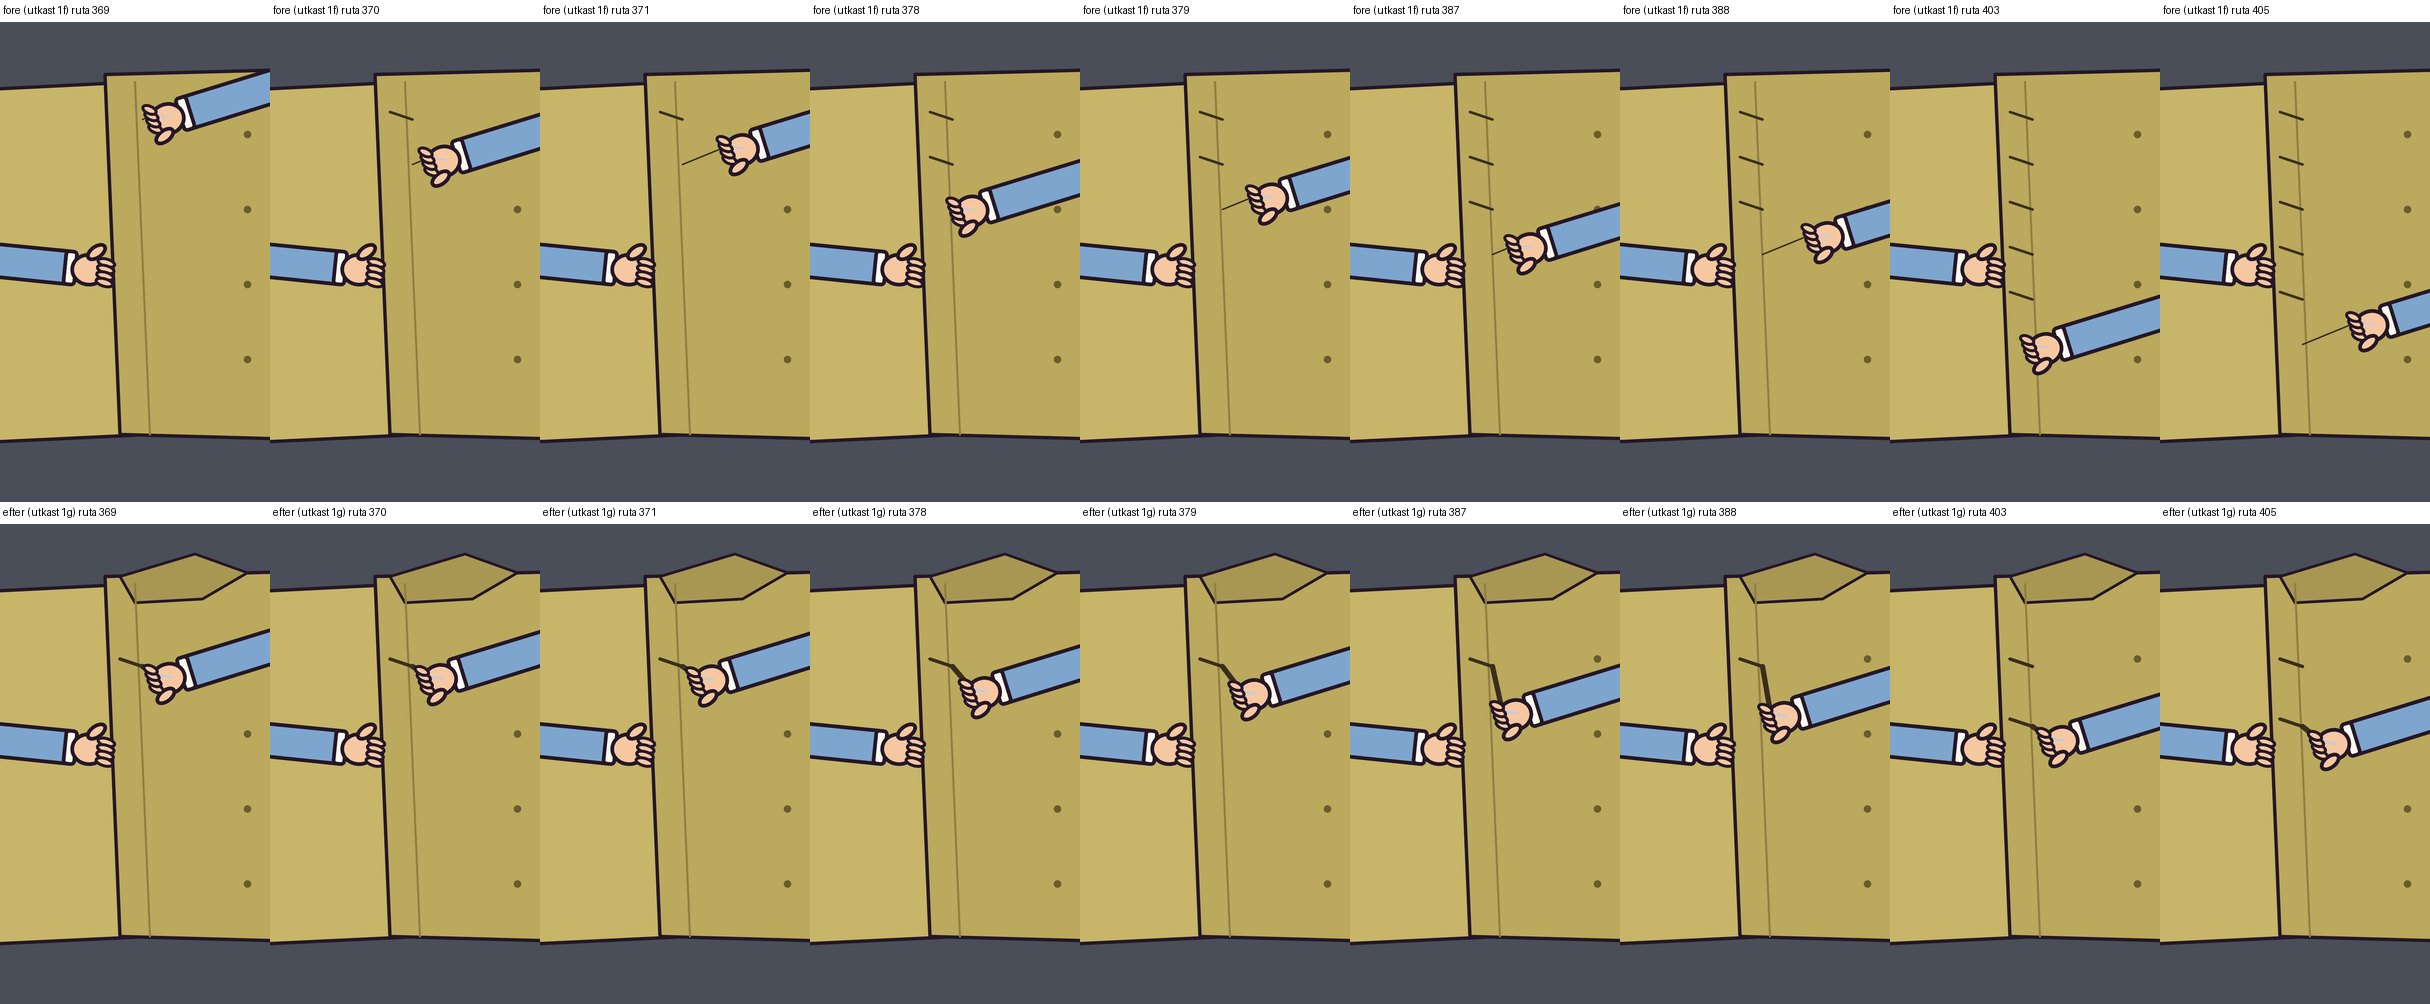 fore (utkast 1f) ruta 369
fore (utkast 1f) ruta 370
fore (utkast 1f) ruta 371
fore (utkast 1f) ruta 378
fore (utkast 1f) ruta 379
fore (utkast 1f) ruta 387
fore (utkast 1f) ruta 388
fore (utkast 1f) ruta 403
fore (utkast 1f) ruta 405
efter (utkast 1g) ruta 369
efter (utkast 1g) ruta 370
efter (utkast 1g) ruta 371
efter (utkast 1g) ruta 378
efter (utkast 1g) ruta 379
efter (utkast 1g) ruta 387
efter (utkast 1g) ruta 388
efter (utkast 1g) ruta 403
efter (utkast 1g) ruta 405